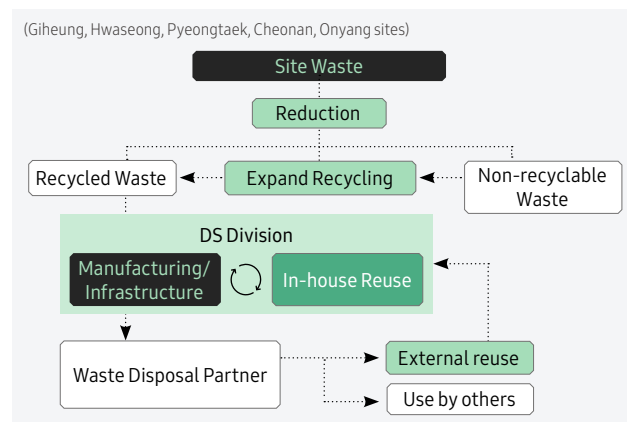 (Giheung, Hwaseong, Pyeongtaek, Cheonan, Onyang sites)
Site Waste
Reduction
Recycled Waste
Expand Recycling
Non-recyclable
Waste
DS Division
Manufacturing/
Infrastructure
In-house Reuse
Waste Disposal Partner
External reuse
Use by others